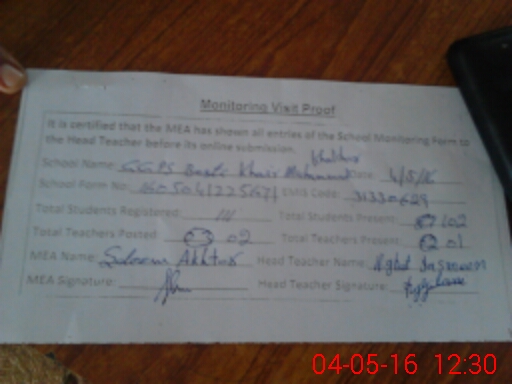 Monitoring Visit Proof
It is certified that the MEA has shown all entries of the School Monitoring Form to
the Head Teacher before its online submission.
School Name: GGPS Basti Khair Muhammad Date: 4/5/16
School Form No: EMIS Code: 31330629
Total Students Registered: 111 Total Students Present: 102
Total Teachers Posted: 02 Total Teachers Present: 01
MEA Name: Saleem Akhtar Head Teacher Name:
MEA Signature: Head Teacher Signature:
04-05-16 12:30